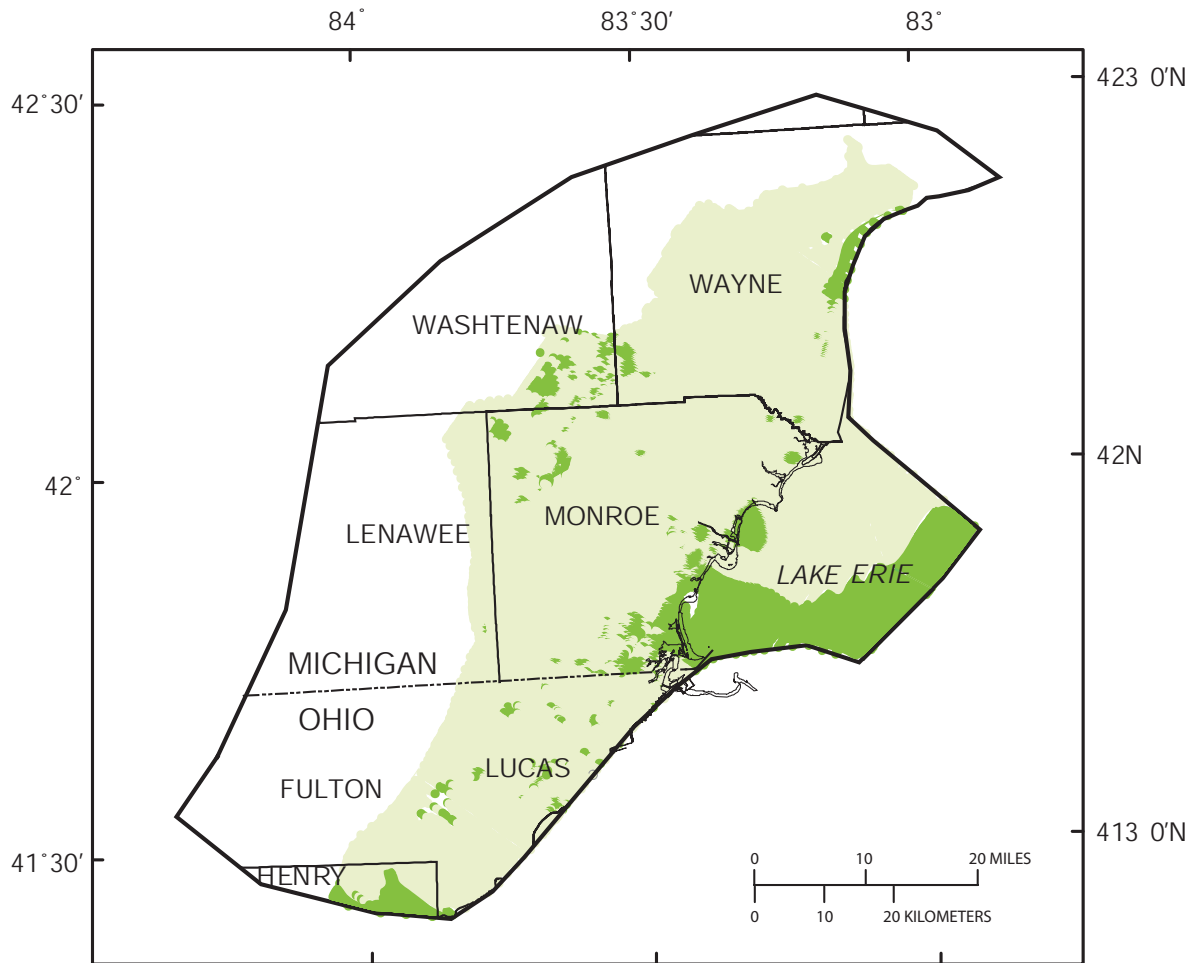 84° 83°30′ 83°
42°30′
423 0′N
WAYNE
WASHTENAW
42N
42°
MONROE
LENAWEE
LAKE ERIE
MICHIGAN
OHIO
LUCAS
FULTON
413 0′N
41°30′
HENRY
0 10 20 MILES
0 10 20 KILOMETERS